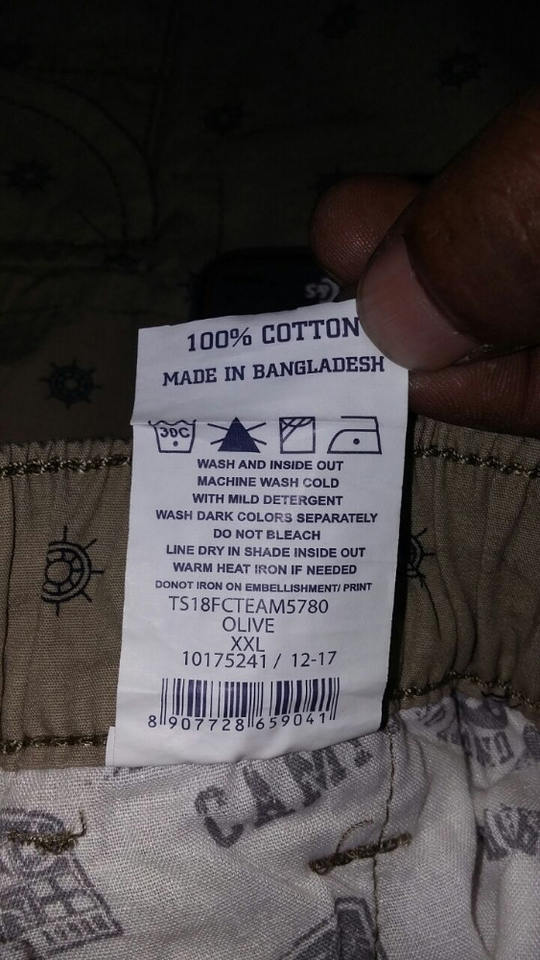 100% COTTON
MADE IN BANGLADESH
30C
WASH AND INSIDE OUT
MACHINE WASH COLD
WITH MILD DETERGENT
WASH DARK COLORS SEPARATELY
DO NOT BLEACH
LINE DRY IN SHADE INSIDE OUT
WARM HEAT IRON IF NEEDED
DONOT IRON ON EMBELLISHMENT/ PRINT
TS18FCTEAM5780
OLIVE
XXL
10175241 / 12-17
8 907728 659041